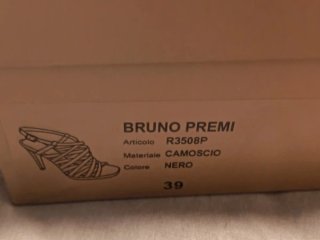 BRUNO PREMI
Articolo R3508P
Materiale CAMOSCIO
Colore NERO
39